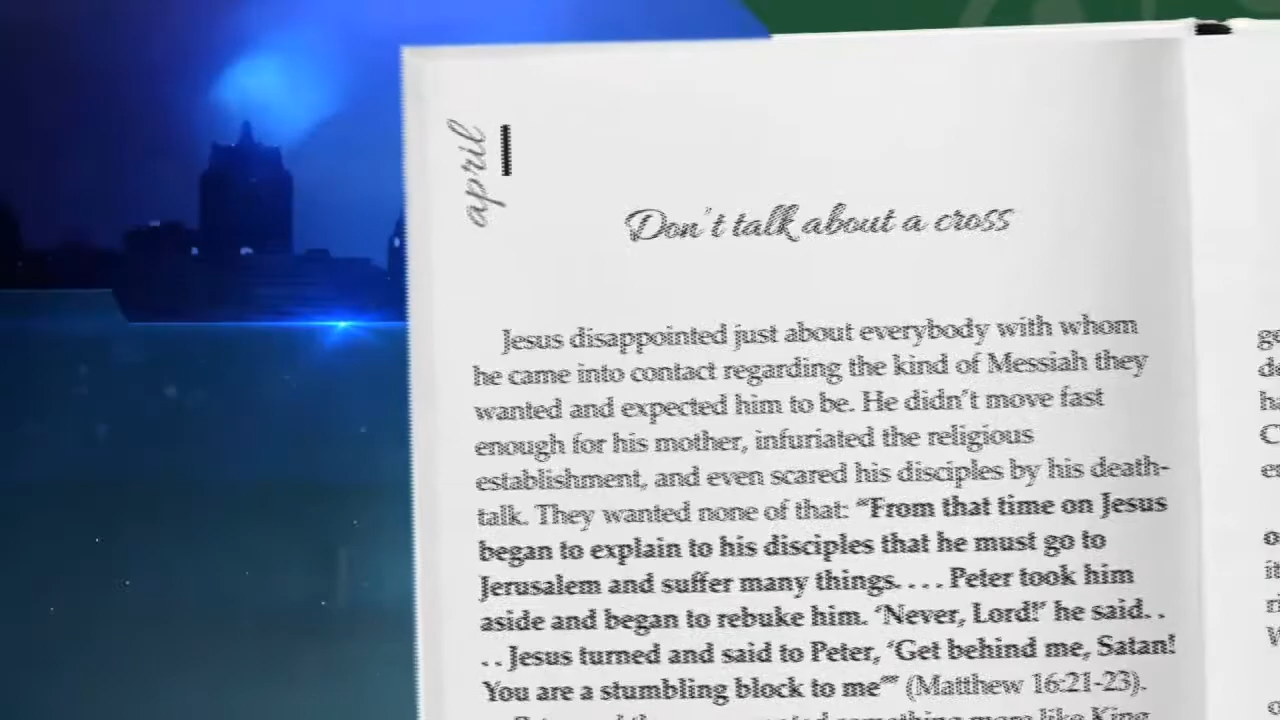 april
1
Don't talk about a cross
Jesus disappointed just about everybody with whom
he came into contact regarding the kind of Messiah they
wanted and expected him to be. He didn't move fast
enough for his mother, infuriated the religious
establishment, and even scared his disciples by his death-
talk. They wanted none of that: "From that time on Jesus
began to explain to his disciples that he must go to
Jerusalem and suffer many things. . . . Peter took him
aside and began to rebuke him. 'Never, Lord!' he said. .
. . Jesus turned and said to Peter, 'Get behind me, Satan!
You are a stumbling block to me'" (Matthew 16:21-23).
something more like King